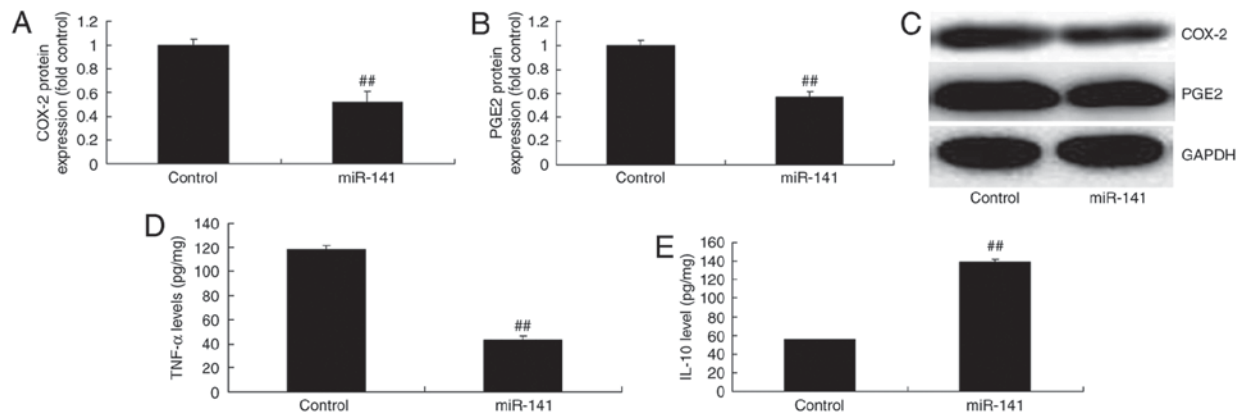 A
COX-2 protein
expression (fold control)
1.2
1
0.8
0.6
0.4
0.2
0
##
Control
miR-141
B
PGE2 protein
expression (fold control)
1.2
1
0.8
0.6
0.4
0.2
0
##
Control
miR-141
C
COX-2
PGE2
GAPDH
Control
miR-141
D
TNF-α levels (pg/mg)
140
120
100
80
60
40
20
0
##
Control
miR-141
E
IL-10 level (pg/mg)
160
140
120
100
80
60
40
20
0
##
Control
miR-141